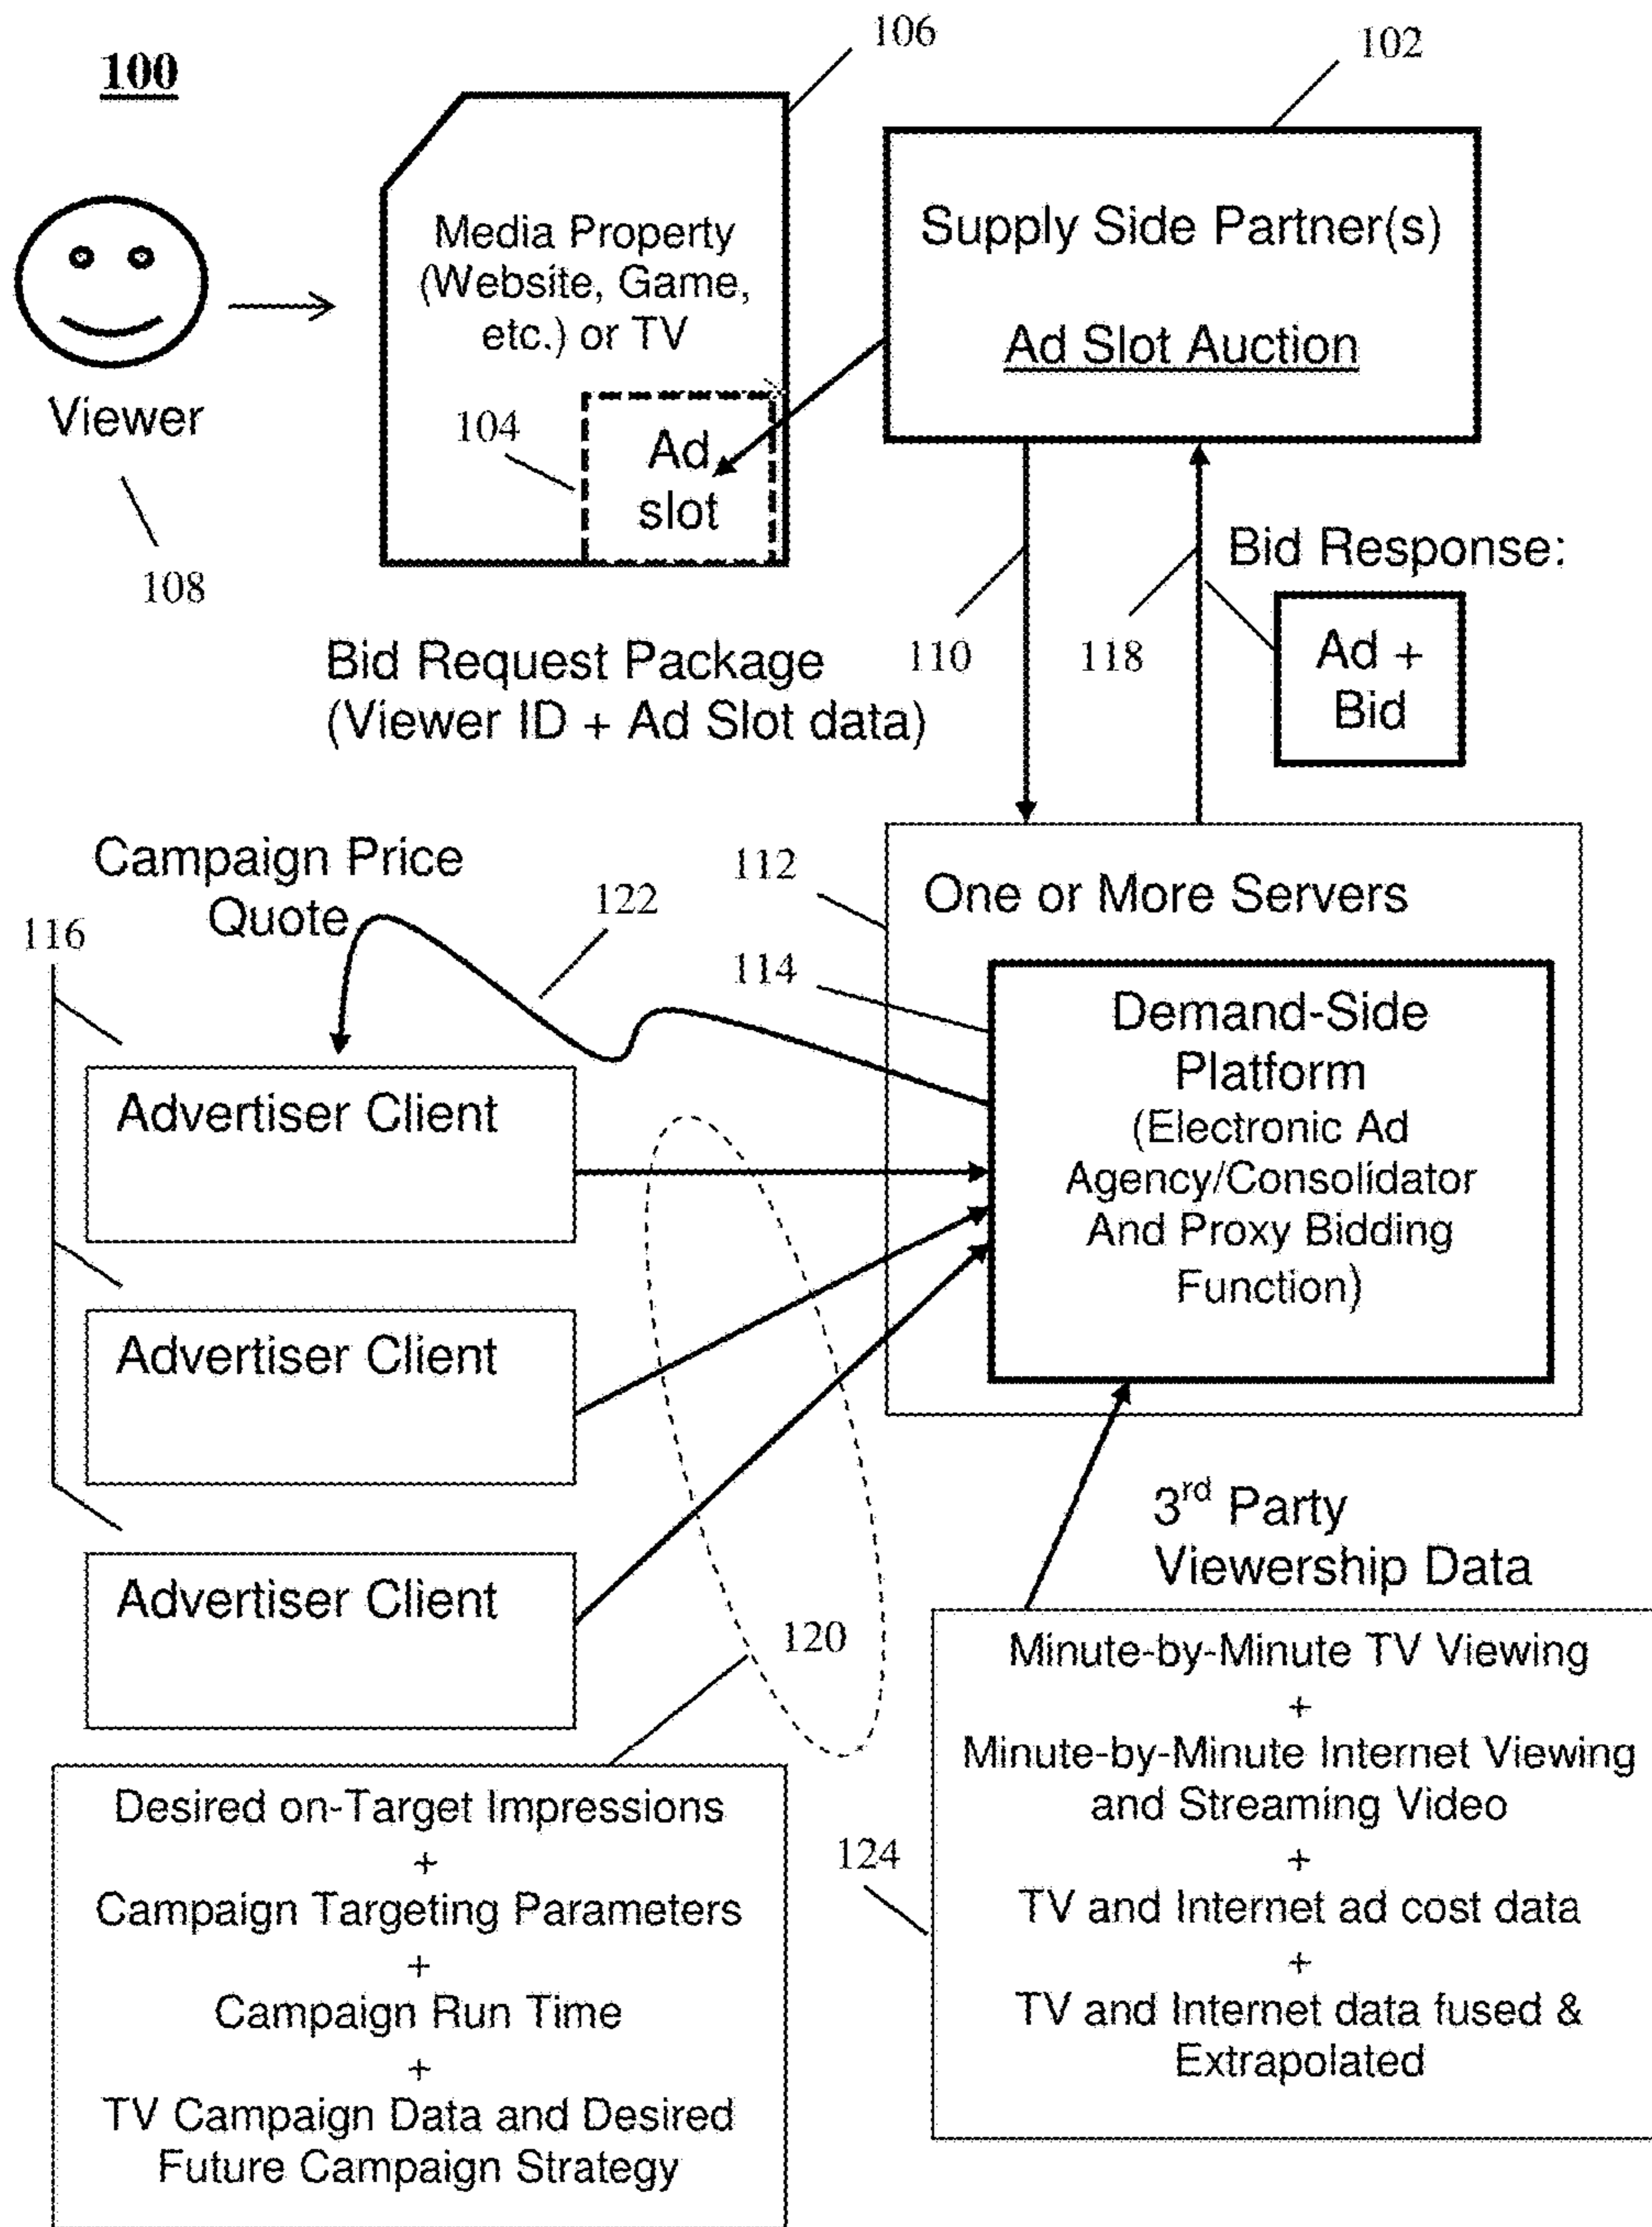 100
106
102
Media Property
(Website, Game,
etc.) or TV
Supply Side Partner(s)
Ad Slot Auction
Viewer
104
Ad
slot
108
Bid Request Package
(Viewer ID + Ad Slot data)
110
118
Bid Response:
Ad +
Bid
Campaign Price
Quote
122
112
One or More Servers
116
114
Demand-Side
Platform
(Electronic Ad
Agency/Consolidator
And Proxy Bidding
Function)
Advertiser Client
Advertiser Client
Advertiser Client
120
3rd Party
Viewership Data
Minute-by-Minute TV Viewing
+
Minute-by-Minute Internet Viewing
and Streaming Video
+
TV and Internet ad cost data
+
TV and Internet data fused &
Extrapolated
124
Desired on-Target Impressions
+
Campaign Targeting Parameters
+
Campaign Run Time
+
TV Campaign Data and Desired
Future Campaign Strategy